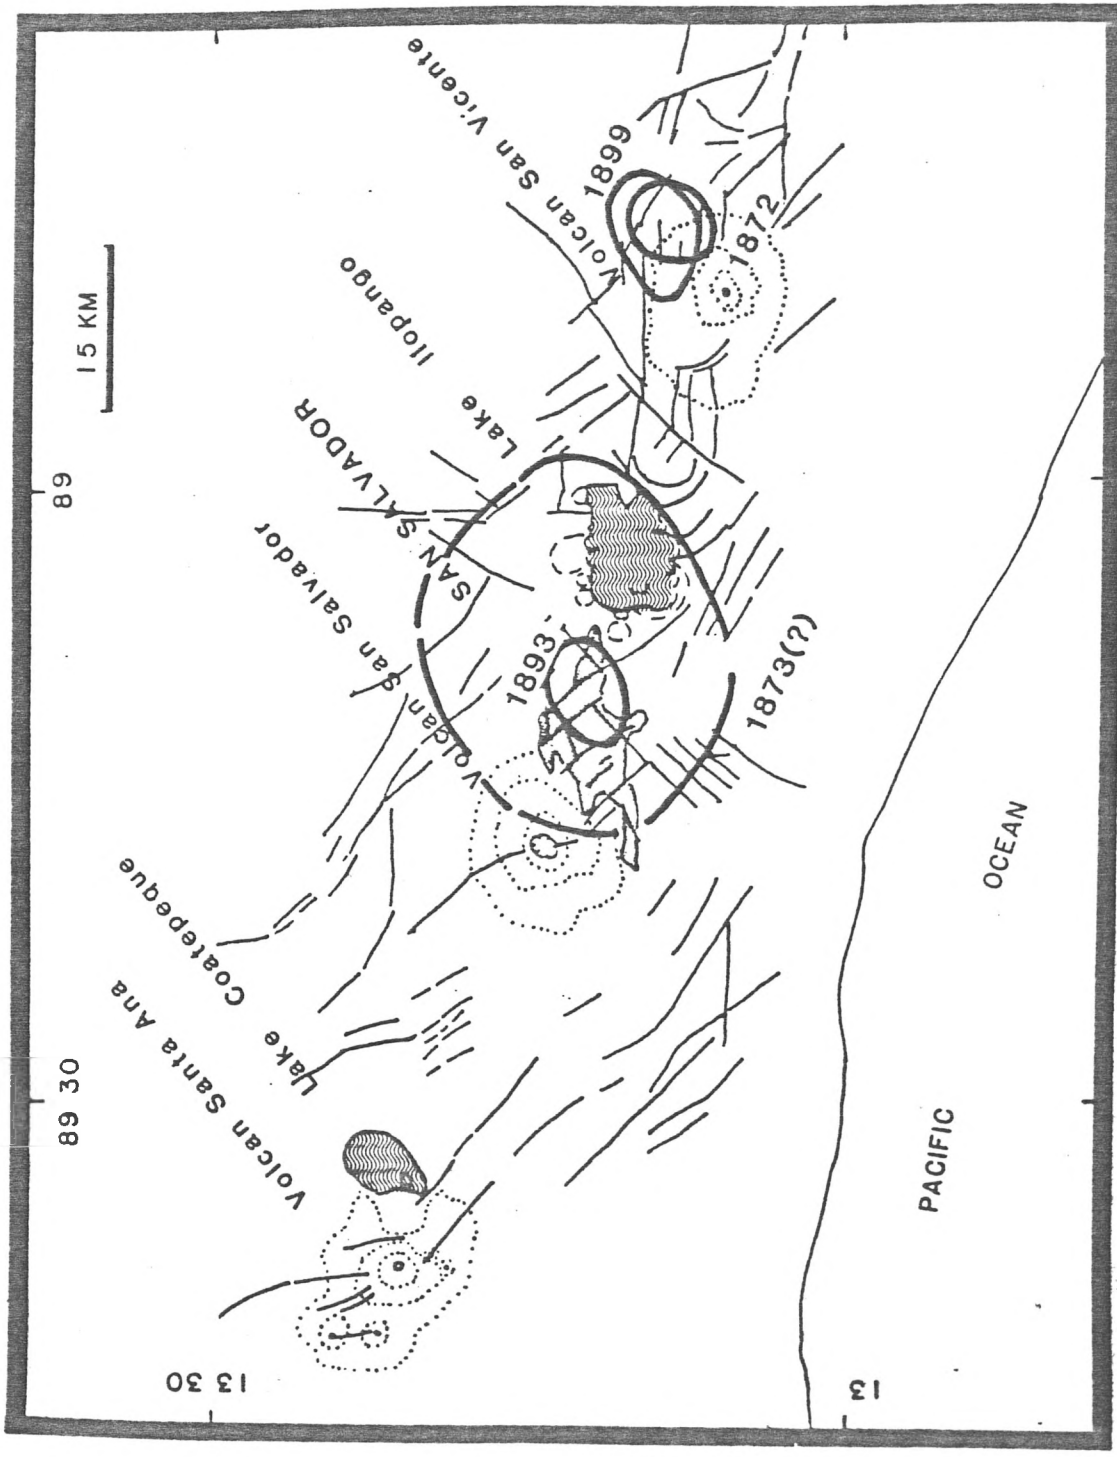 89 30
89
15 KM
13 30
13
Volcan Santa Ana
Lake Coatepeque
Volcan San Salvador
SAN SALVADOR
Lake Ilopango
Volcan San Vicente
1893
1899
1872
1873(?)
PACIFIC
OCEAN